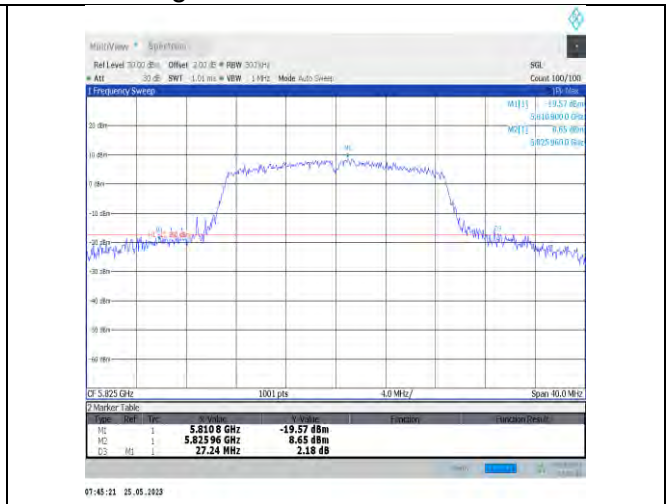 MultiView Spectrum
Ref Level 30.00 dBm Offset 2.00 dB RBW 300 kHz SGL
Att 30 dB SWT 1.01 ms VBW 1 MHz Mode Auto Sweep Count 100/100
1 Frequency Sweep
M1[1] -19.57 dBm
5.810 800 0 GHz
20 dBm M2[1] 8.65 dBm
5.825 960 0 GHz
10 dBm
M2
0 dBm
-10 dBm
-20 dBm
-30 dBm
-40 dBm
-50 dBm
-60 dBm
CF 5.825 GHz 1001 pts 4.0 MHz/ Span 40.0 MHz
2 Marker Table
Type Ref Trc X-Value Y-Value Function Function Result
M1 1 5.8108 GHz -19.57 dBm
M2 1 5.82596 GHz 8.65 dBm
D3 M1 1 27.24 MHz 2.18 dB
07:45:21 25.05.2023